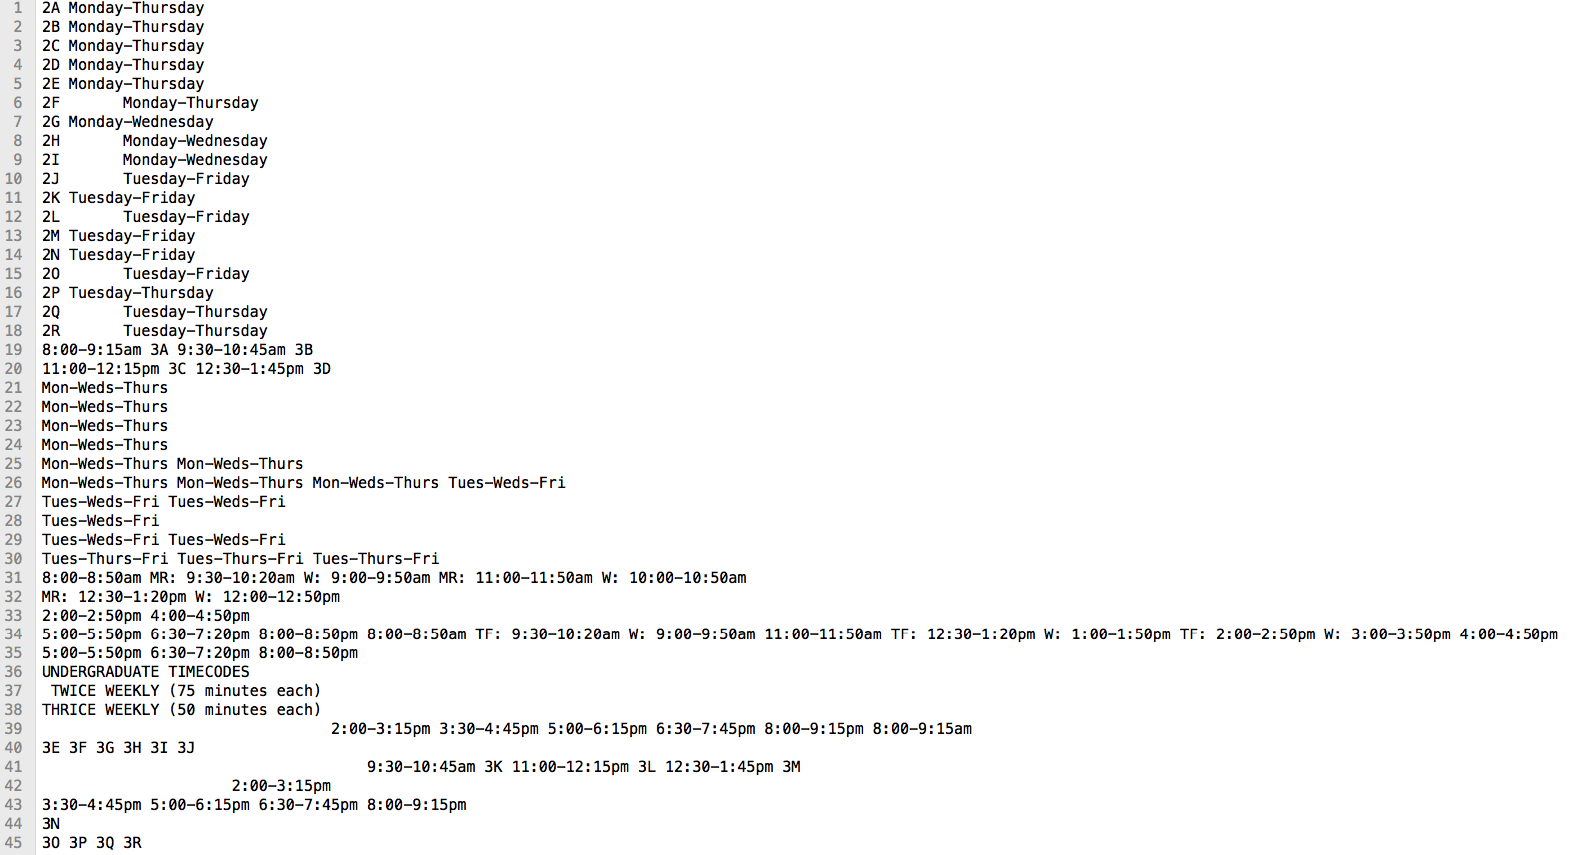 1 2A Monday-Thursday
2 2B Monday-Thursday
3 2C Monday-Thursday
4 2D Monday-Thursday
5 2E Monday-Thursday
6 2F Monday-Thursday
7 2G Monday-Wednesday
8 2H Monday-Wednesday
9 2I Monday-Wednesday
10 2J Tuesday-Friday
11 2K Tuesday-Friday
12 2L Tuesday-Friday
13 2M Tuesday-Friday
14 2N Tuesday-Friday
15 2O Tuesday-Friday
16 2P Tuesday-Thursday
17 2Q Tuesday-Thursday
18 2R Tuesday-Thursday
19 8:00-9:15am 3A 9:30-10:45am 3B
20 11:00-12:15pm 3C 12:30-1:45pm 3D
21 Mon-Weds-Thurs
22 Mon-Weds-Thurs
23 Mon-Weds-Thurs
24 Mon-Weds-Thurs
25 Mon-Weds-Thurs Mon-Weds-Thurs
26 Mon-Weds-Thurs Mon-Weds-Thurs Mon-Weds-Thurs Tues-Weds-Fri
27 Tues-Weds-Fri Tues-Weds-Fri
28 Tues-Weds-Fri
29 Tues-Weds-Fri Tues-Weds-Fri
30 Tues-Thurs-Fri Tues-Thurs-Fri Tues-Thurs-Fri
31 8:00-8:50am MR: 9:30-10:20am W: 9:00-9:50am MR: 11:00-11:50am W: 10:00-10:50am
32 MR: 12:30-1:20pm W: 12:00-12:50pm
33 2:00-2:50pm 4:00-4:50pm
34 5:00-5:50pm 6:30-7:20pm 8:00-8:50pm 8:00-8:50am TF: 9:30-10:20am W: 9:00-9:50am 11:00-11:50am TF: 12:30-1:20pm W: 1:00-1:50pm TF: 2:00-2:50pm W: 3:00-3:50pm 4:00-4:50pm
35 5:00-5:50pm 6:30-7:20pm 8:00-8:50pm
36 UNDERGRADUATE TIMECODES
37 TWICE WEEKLY (75 minutes each)
38 THRICE WEEKLY (50 minutes each)
39 2:00-3:15pm 3:30-4:45pm 5:00-6:15pm 6:30-7:45pm 8:00-9:15pm 8:00-9:15am
40 3E 3F 3G 3H 3I 3J
41 9:30-10:45am 3K 11:00-12:15pm 3L 12:30-1:45pm 3M
42 2:00-3:15pm
43 3:30-4:45pm 5:00-6:15pm 6:30-7:45pm 8:00-9:15pm
44 3N
45 3O 3P 3Q 3R